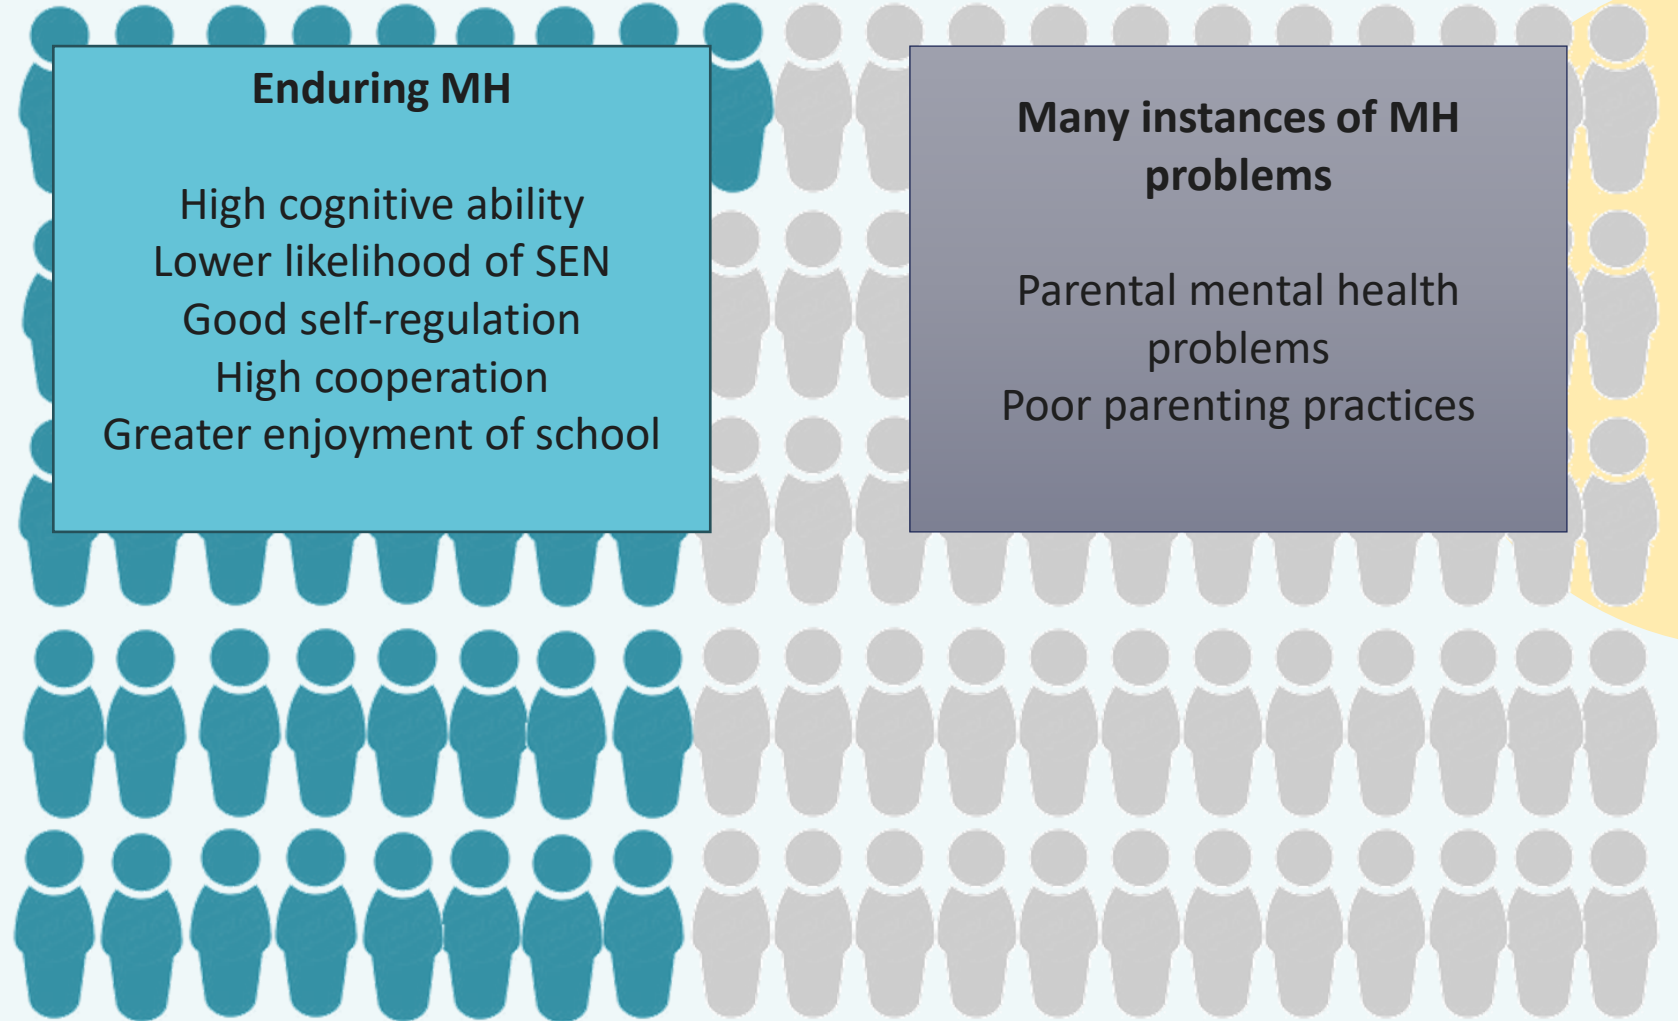 Enduring MH
High cognitive ability
Lower likelihood of SEN
Good self-regulation
High cooperation
Greater enjoyment of school
Many instances of MH
problems
Parental mental health
problems
Poor parenting practices